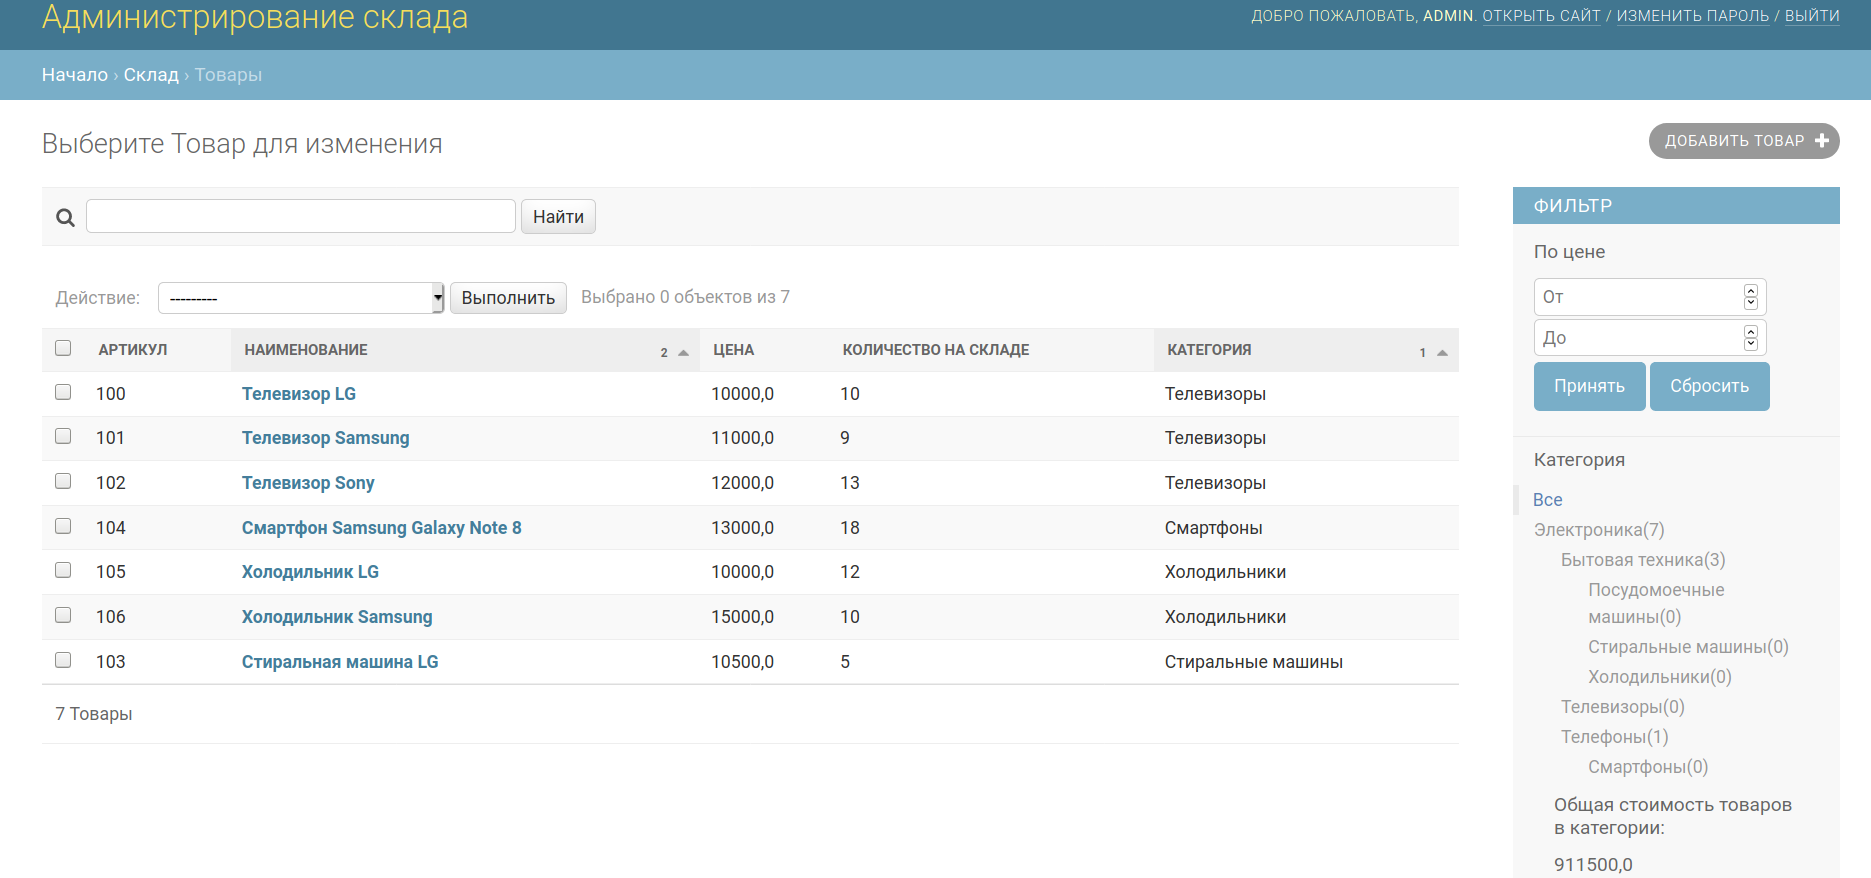 Администрирование склада
ДОБРО ПОЖАЛОВАТЬ, ADMIN. ОТКРЫТЬ САЙТ / ИЗМЕНИТЬ ПАРОЛЬ / ВЫЙТИ
Начало › Склад › Товары
Выберите Товар для изменения
ДОБАВИТЬ ТОВАР
Найти
Действие: --------- Выполнить Выбрано 0 объектов из 7
АРТИКУЛ НАИМЕНОВАНИЕ 2 ЦЕНА КОЛИЧЕСТВО НА СКЛАДЕ КАТЕГОРИЯ 1
100 Телевизор LG 10000,0 10 Телевизоры
101 Телевизор Samsung 11000,0 9 Телевизоры
102 Телевизор Sony 12000,0 13 Телевизоры
104 Смартфон Samsung Galaxy Note 8 13000,0 18 Смартфоны
105 Холодильник LG 10000,0 12 Холодильники
106 Холодильник Samsung 15000,0 10 Холодильники
103 Стиральная машина LG 10500,0 5 Стиральные машины
7 Товары
ФИЛЬТР
По цене
От
До
Принять Сбросить
Категория
Все
Электроника(7)
Бытовая техника(3)
Посудомоечные
машины(0)
Стиральные машины(0)
Холодильники(0)
Телевизоры(0)
Телефоны(1)
Смартфоны(0)
Общая стоимость товаров
в категории:
911500,0